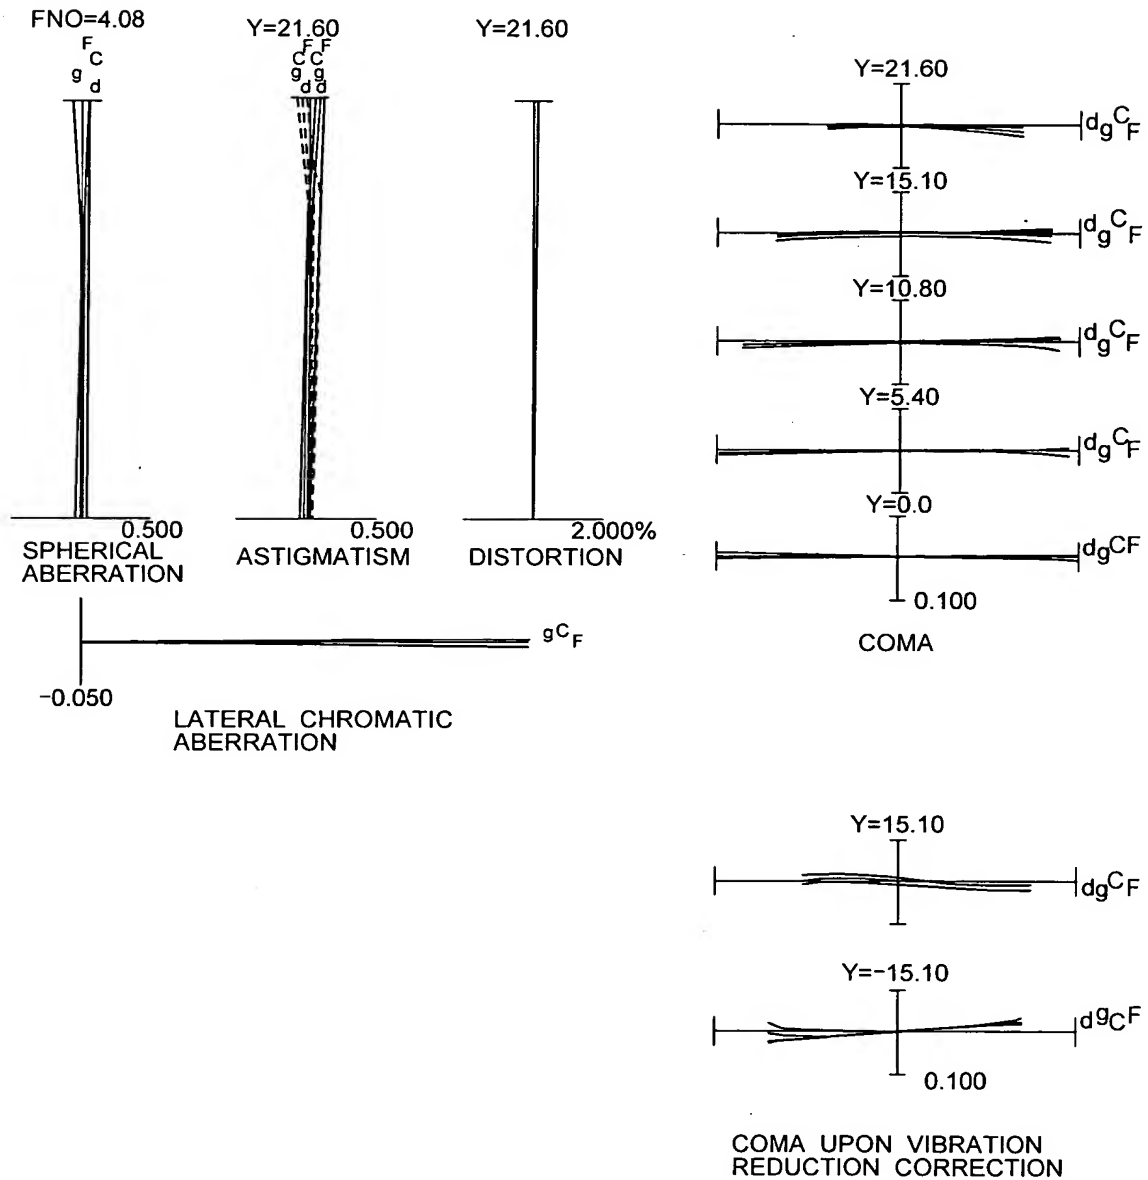 FNO=4.08
F
C
g
d
Y=21.60
F F
C C
g g
d d
Y=21.60
0.500
SPHERICAL
ABERRATION
0.500
ASTIGMATISM
2.000%
DISTORTION
gCF
-0.050
LATERAL CHROMATIC
ABERRATION
Y=21.60
dgCF
Y=15.10
dgCF
Y=10.80
dgCF
Y=5.40
dgCF
Y=0.0
dgCF
0.100
COMA
Y=15.10
dgCF
Y=-15.10
dgCF
0.100
COMA UPON VIBRATION
REDUCTION CORRECTION